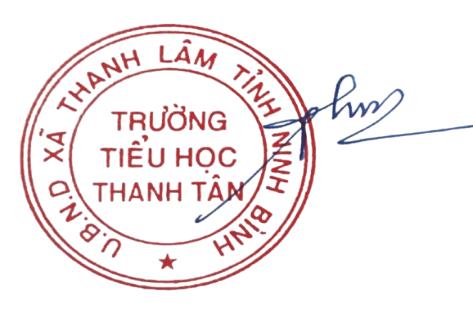 U.B.N.D XÃ THANH LÂM TỈNH NINH BÌNH
TRƯỜNG
TIỂU HỌC
THANH TÂN